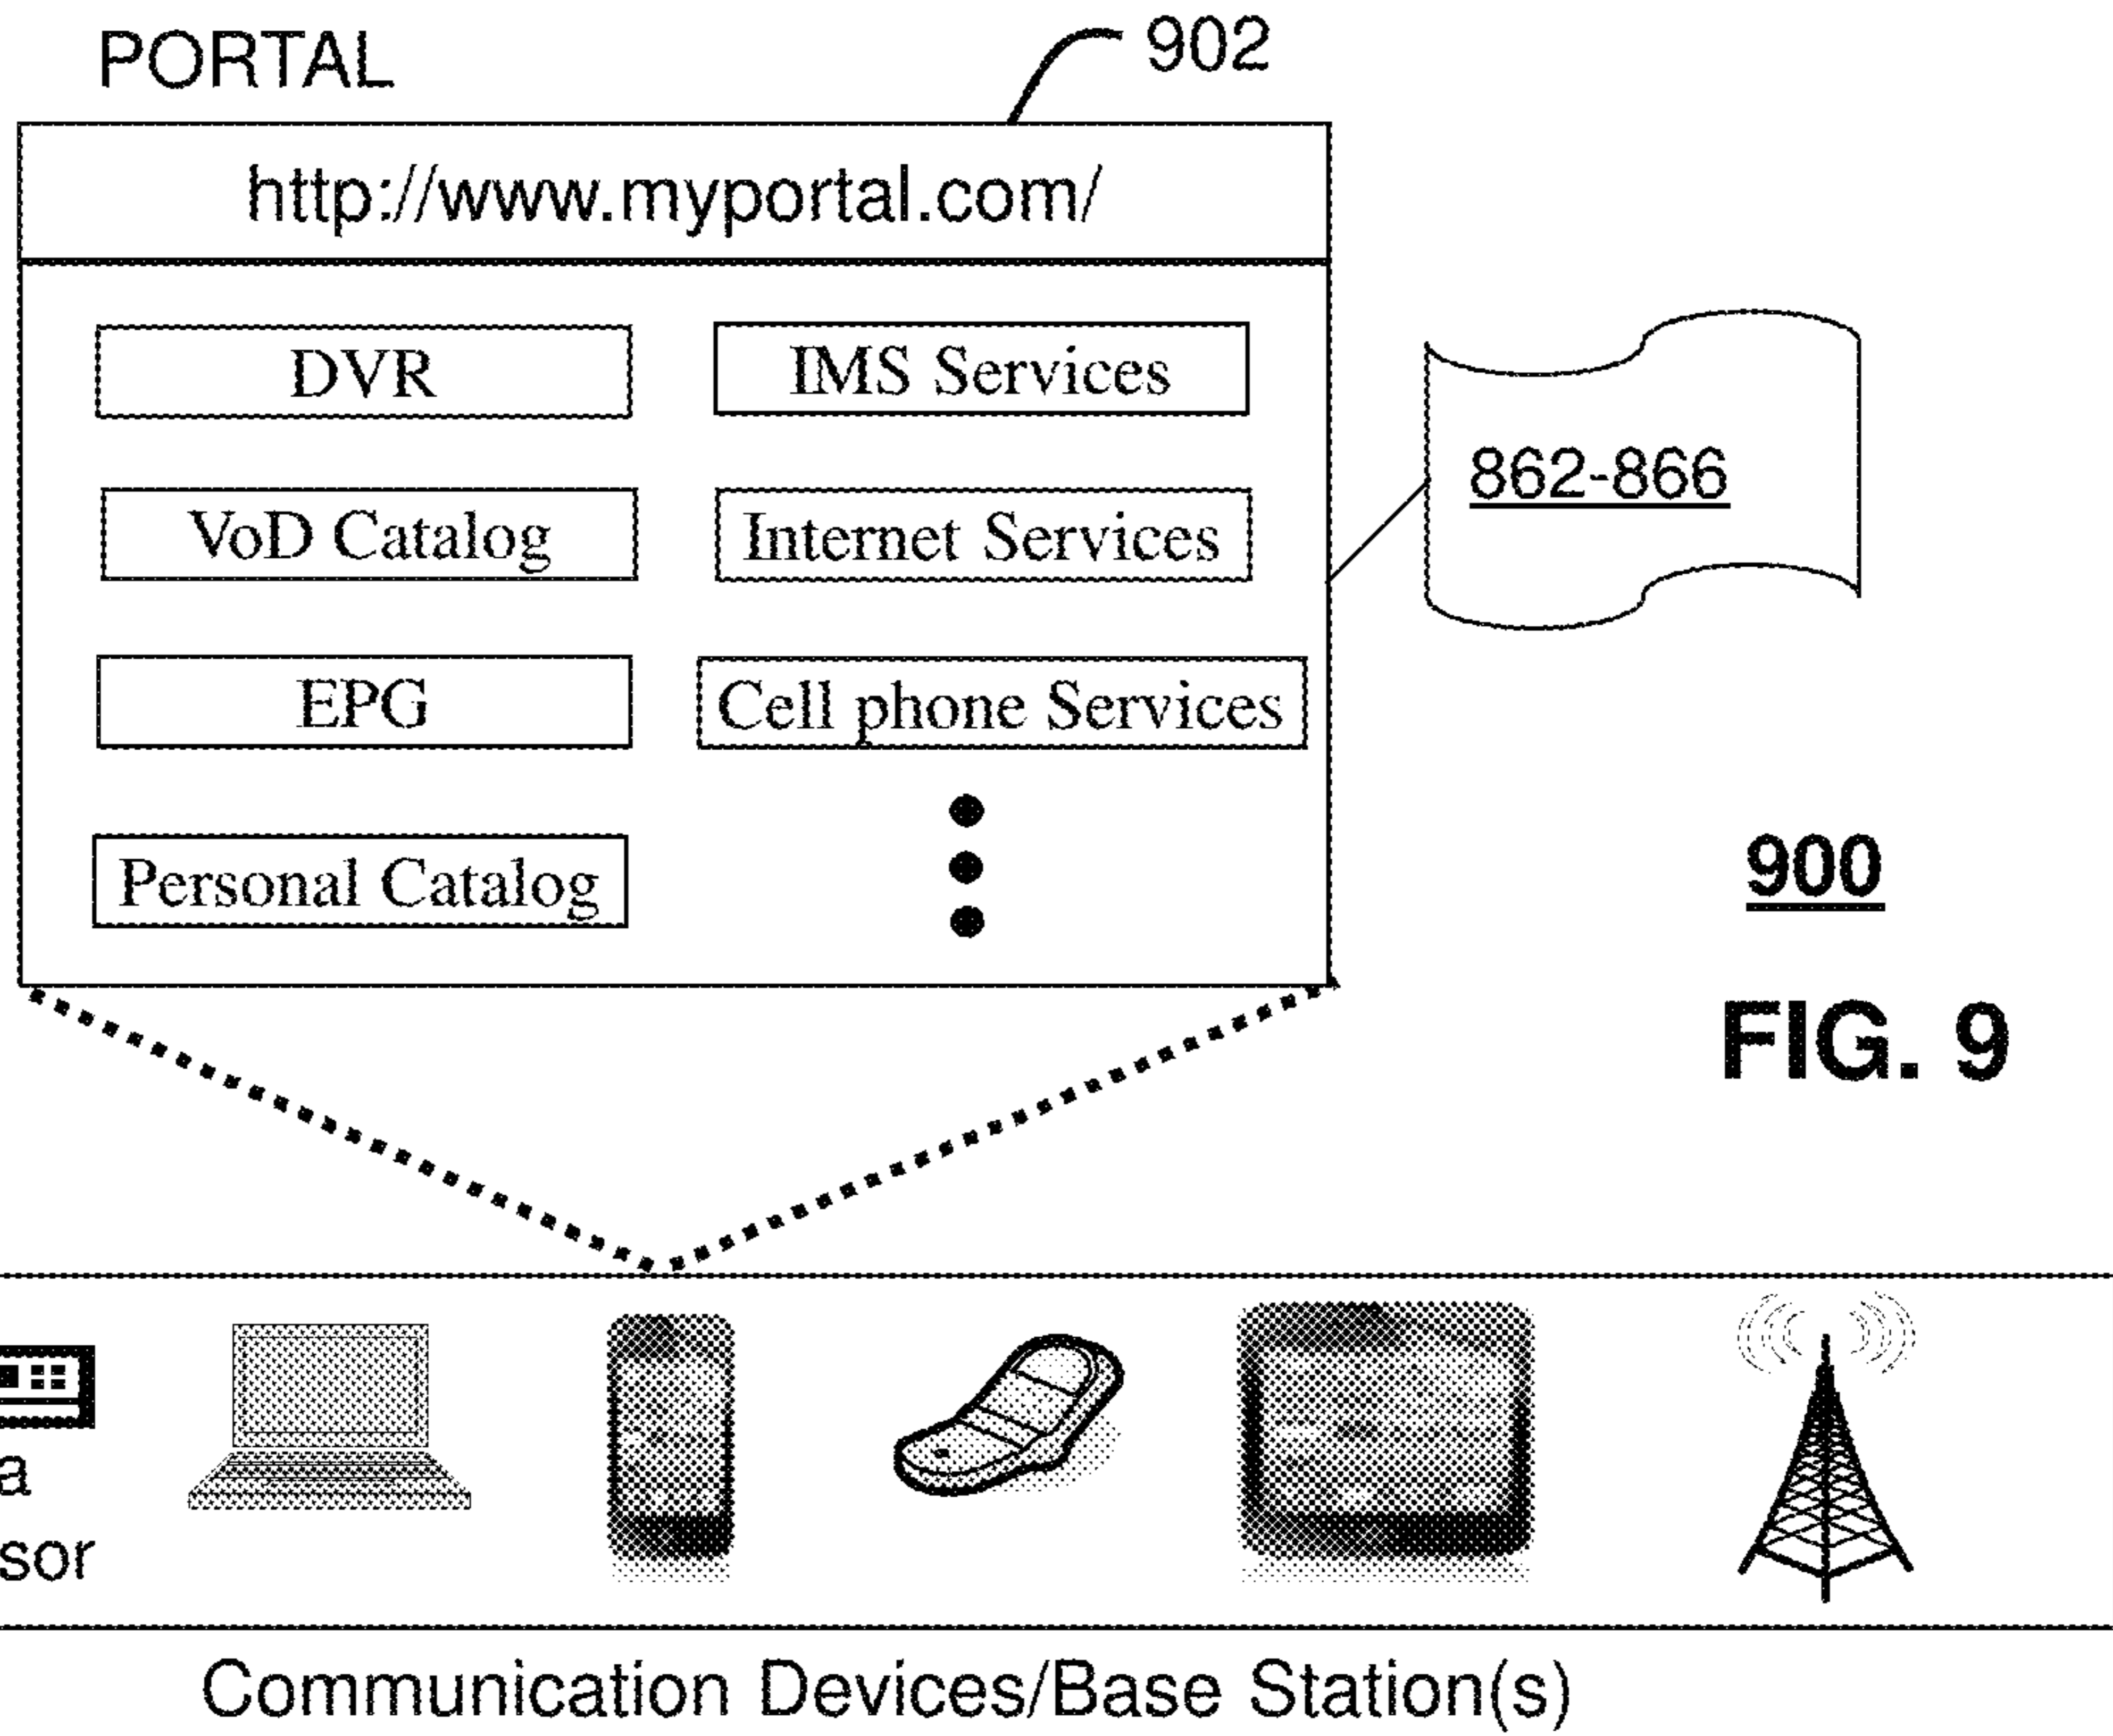 PORTAL
902
http://www.myportal.com/
DVR
IMS Services
862-866
VoD Catalog
Internet Services
EPG
Cell phone Services
Personal Catalog
900
FIG. 9
a
sor
Communication Devices/Base Station(s)